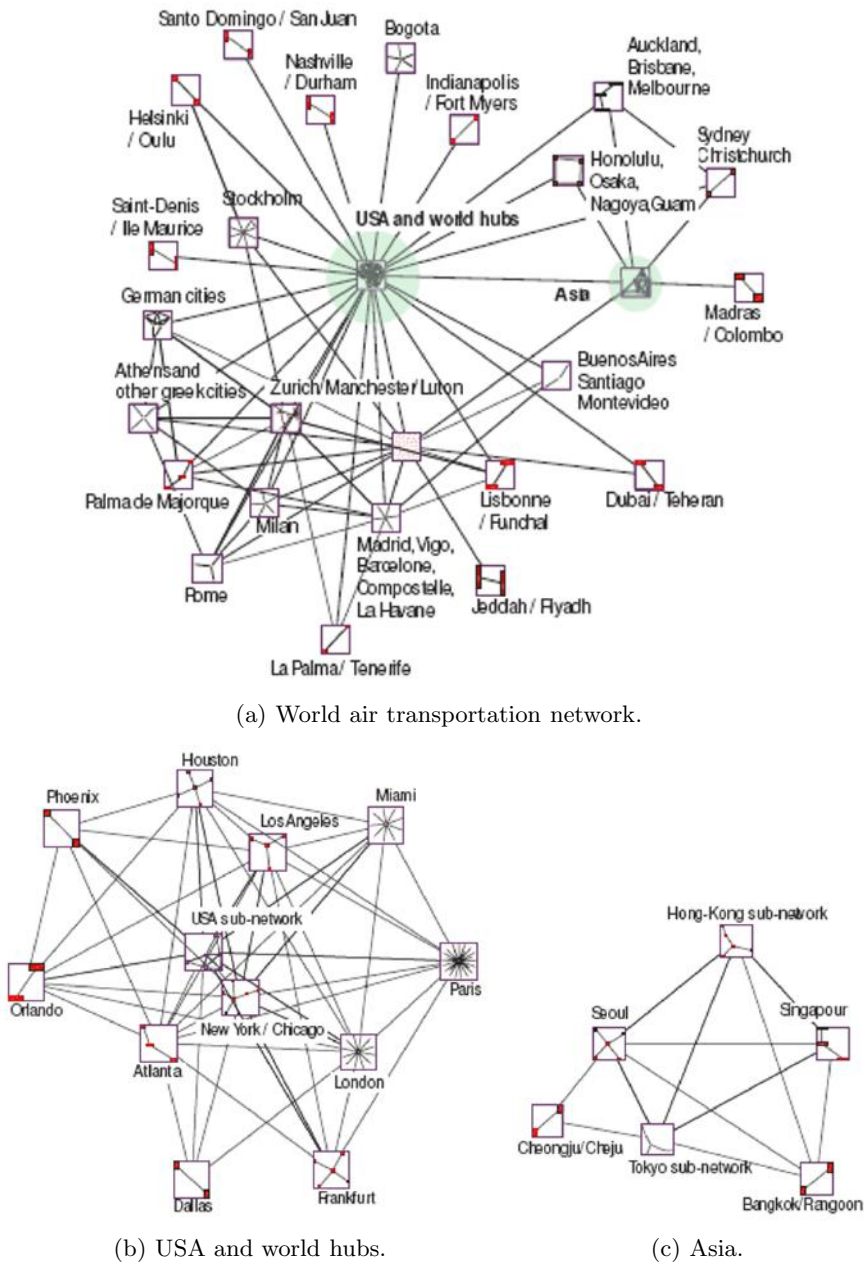 Santo Domingo / San Juan
Bogota
Nashville
/ Durham
Indianapolis
/ Fort Myers
Auckland,
Brisbane,
Melbourne
Helsinki
/ Oulu
Sydney
Christchurch
Honolulu,
Osaka,
Nagoya,Guam
Stockholm
Saint-Denis
/ Ile Maurice
USA and world hubs
German cities
Asia
Madras
/ Colombo
Athens and
other greek cities
Zurich/Manchester/Luton
Buenos Aires
Santiago
Montevideo
Palma de Majorque
Milan
Lisbonne
/ Funchal
Dubai / Teheran
Madrid, Vigo,
Barcelone,
Compostelle,
La Havane
Rome
Jeddah / Riyadh
La Palma / Tenerife
(a) World air transportation network.
Houston
Phoenix
Miami
Los Angeles
USA sub-network
Orlando
Paris
New York / Chicago
Atlanta
London
Dallas
Frankfurt
(b) USA and world hubs.
Hong-Kong sub-network
Seoul
Singapour
Cheongju/Cheju
Tokyo sub-network
Bangkok/Rangoon
(c) Asia.